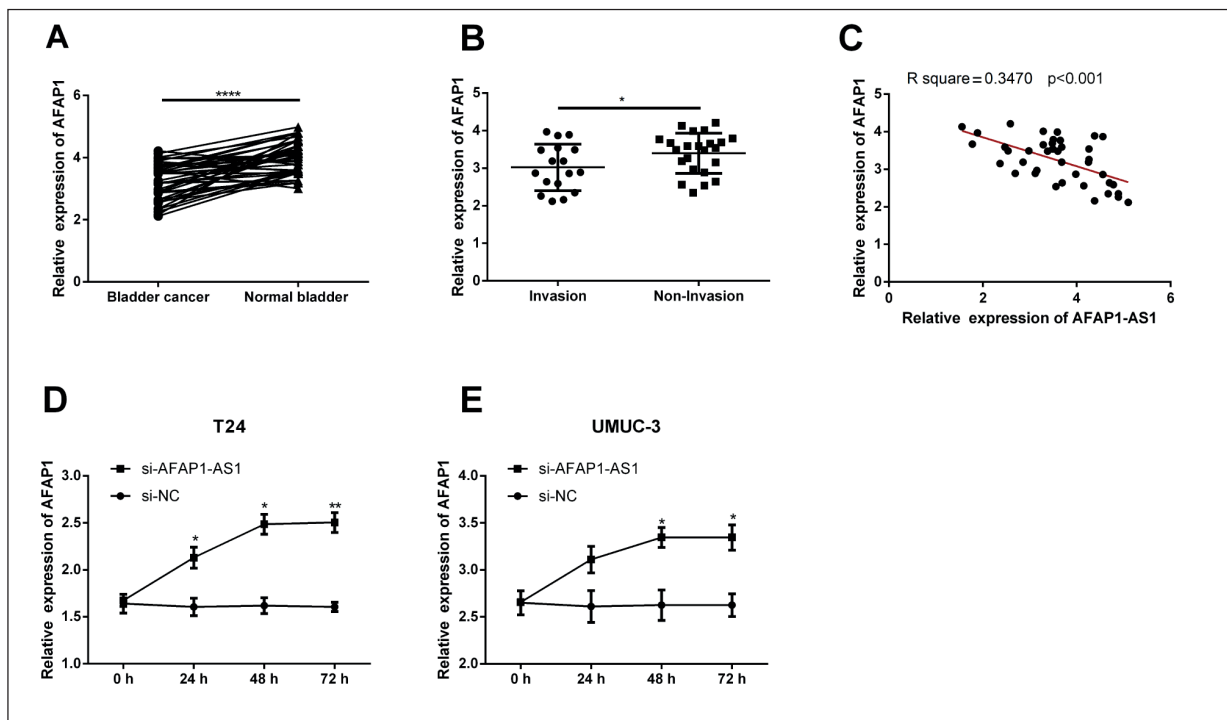 A
Relative expression of AFAP1
6
4
2
0
****
Bladder cancer
Normal bladder
B
Relative expression of AFAP1
5
4
3
2
1
0
*
Invasion
Non-Invasion
C
R square=0.3470 p<0.001
Relative expression of AFAP1
5
4
3
2
1
0
0
2
4
6
Relative expression of AFAP1-AS1
D
T24
si-AFAP1-AS1
si-NC
Relative expression of AFAP1
3.0
2.5
2.0
1.5
1.0
*
*
**
0 h
24 h
48 h
72 h
E
UMUC-3
si-AFAP1-AS1
si-NC
Relative expression of AFAP1
4.0
3.5
3.0
2.5
2.0
*
*
0 h
24 h
48 h
72 h